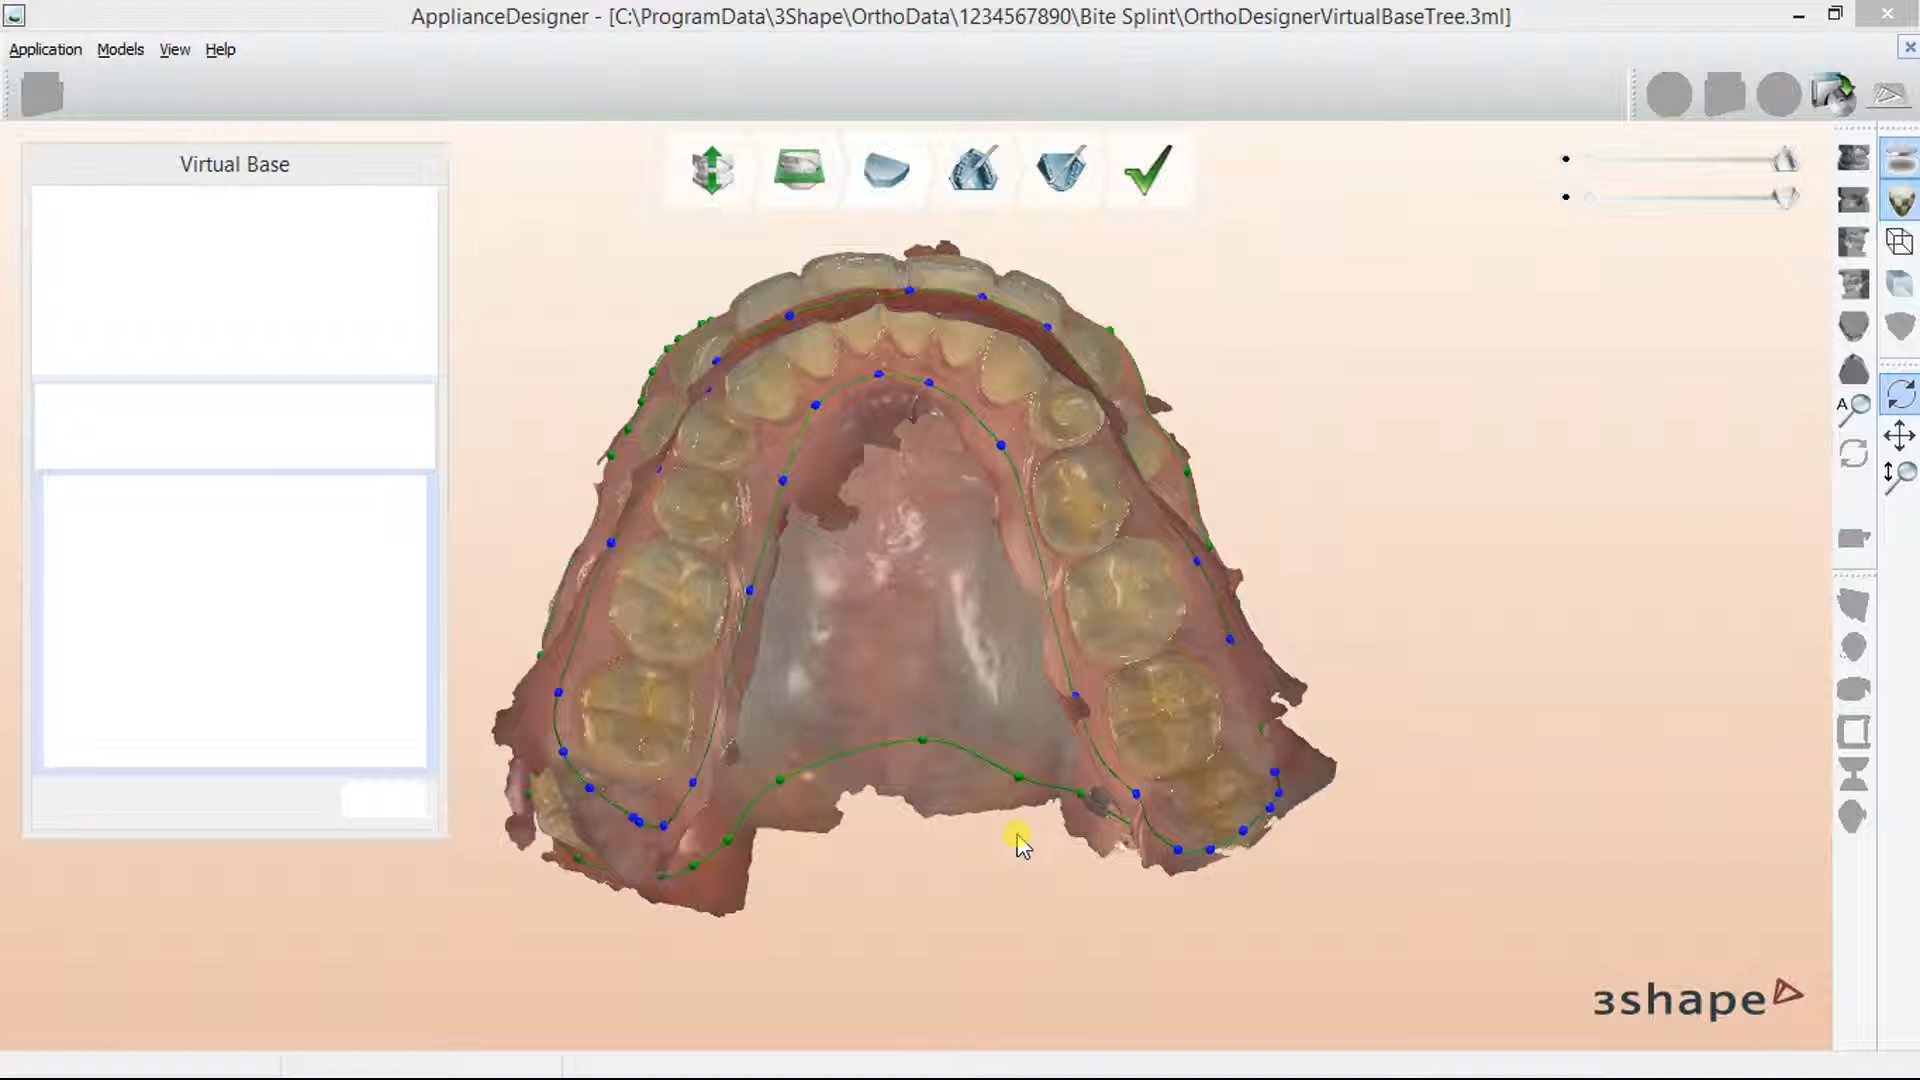 ApplianceDesigner - [C:\ProgramData\3Shape\OrthoData\1234567890\Bite Splint\OrthoDesignerVirtualBaseTree.3ml]
Application Models View Help
Virtual Base
A
3shape